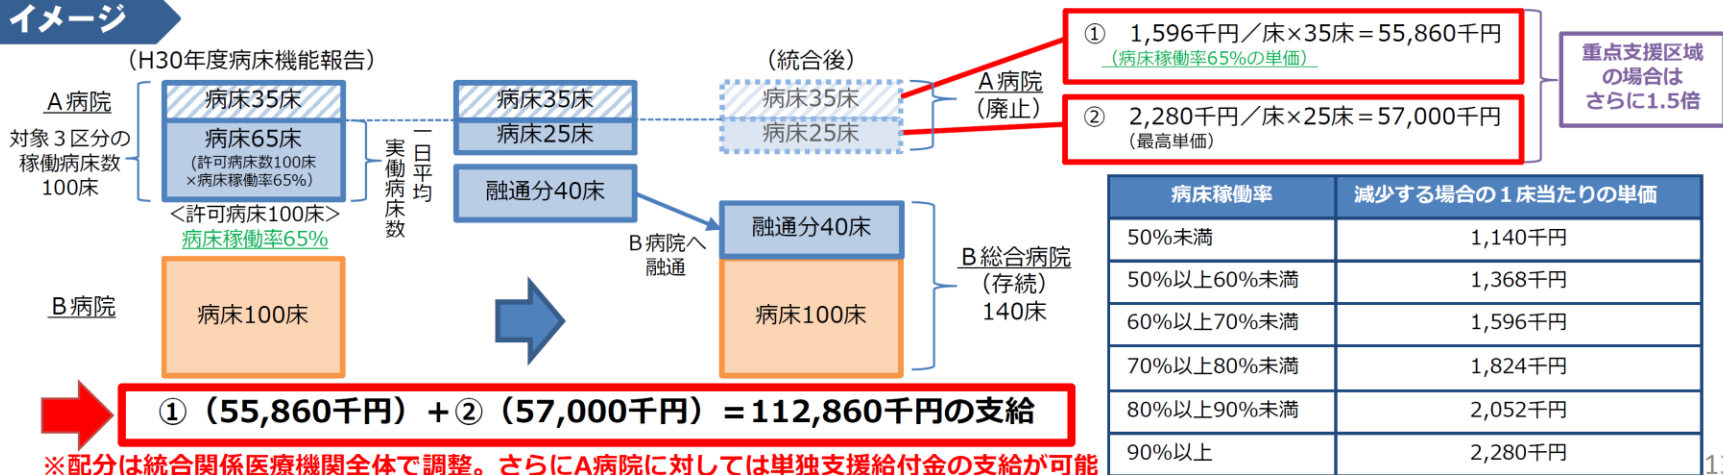 イメージ
（H30年度病床機能報告）
A病院
対象３区分の
稼働病床数
100床
病床35床
病床65床
(許可病床数100床
×病床稼働率65%)
＜許可病床100床＞
病床稼働率65%
一日平均
実働病床数
B病院
病床100床
病床35床
病床25床
融通分40床
B病院へ
融通
（統合後）
病床35床
病床25床
A病院
（廃止）
融通分40床
病床100床
B総合病院
（存続）
140床
①　1,596千円／床×35床＝55,860千円
（病床稼働率65%の単価）
②　2,280千円／床×25床＝57,000千円
（最高単価）
重点支援区域
の場合は
さらに1.5倍
病床稼働率　減少する場合の１床当たりの単価
50%未満　1,140千円
50%以上60%未満　1,368千円
60%以上70%未満　1,596千円
70%以上80%未満　1,824千円
80%以上90%未満　2,052千円
90%以上　2,280千円
①（55,860千円）＋②（57,000千円）＝112,860千円の支給
※配分は統合関係医療機関全体で調整。さらにA病院に対しては単独支援給付金の支給が可能